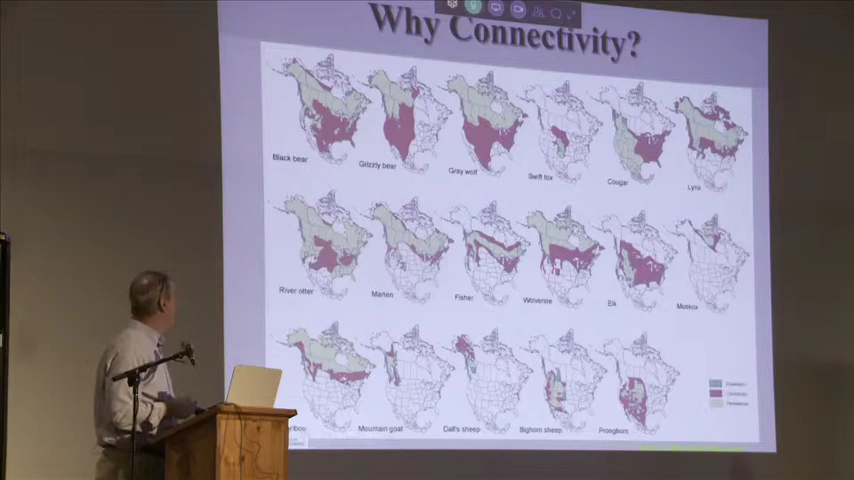 Why Connectivity?
Black bear
Grizzly bear
Gray wolf
Swift fox
Cougar
Lynx
River otter
Marten
Fisher
Wolverine
Elk
Muskox
Mountain goat
Dall's sheep
Bighorn sheep
Pronghorn